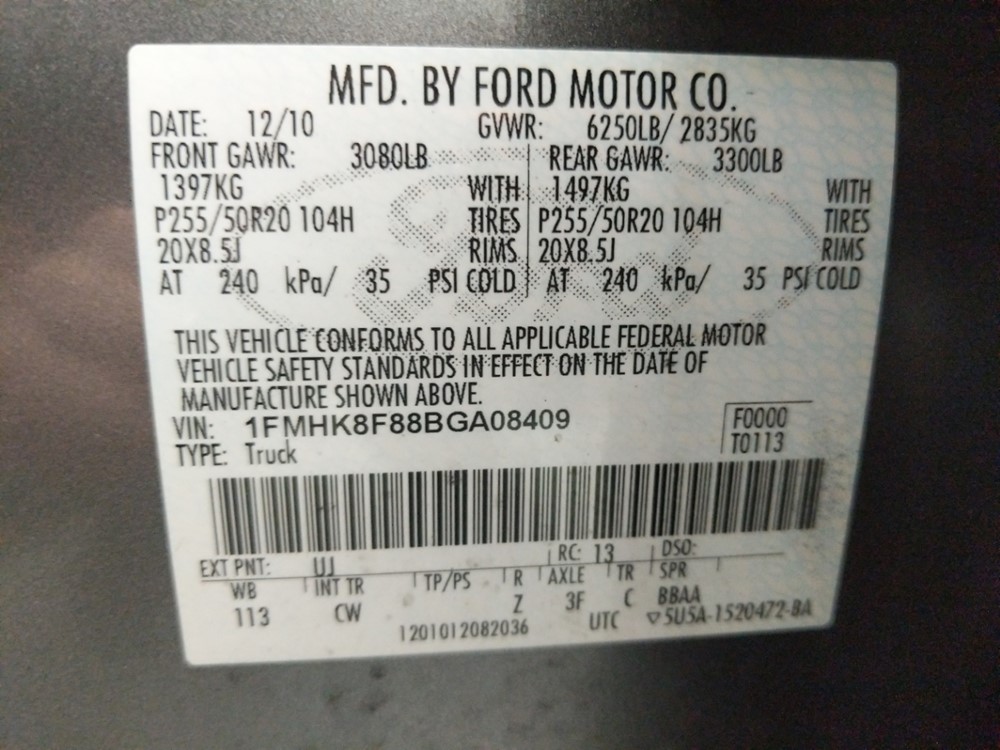 MFD. BY FORD MOTOR CO.
DATE: 12/10 GVWR: 6250LB/ 2835KG
FRONT GAWR: 3080LB REAR GAWR: 3300LB
1397KG WITH 1497KG WITH
P255/50R20 104H TIRES P255/50R20 104H TIRES
20X8.5J RIMS 20X8.5J RIMS
AT 240 kPa/ 35 PSI COLD AT 240 kPa/ 35 PSI COLD
THIS VEHICLE CONFORMS TO ALL APPLICABLE FEDERAL MOTOR
VEHICLE SAFETY STANDARDS IN EFFECT ON THE DATE OF
MANUFACTURE SHOWN ABOVE.
VIN: 1FMHK8F88BGA08409 F0000
TYPE: Truck T0113
EXT PNT: UJ RC: 13 DSO:
WB INT TR TP/PS R AXLE TR SPR
113 CW Z 3F C BBAA
1201012082036 UTC ▽5U5A-1520472-BA